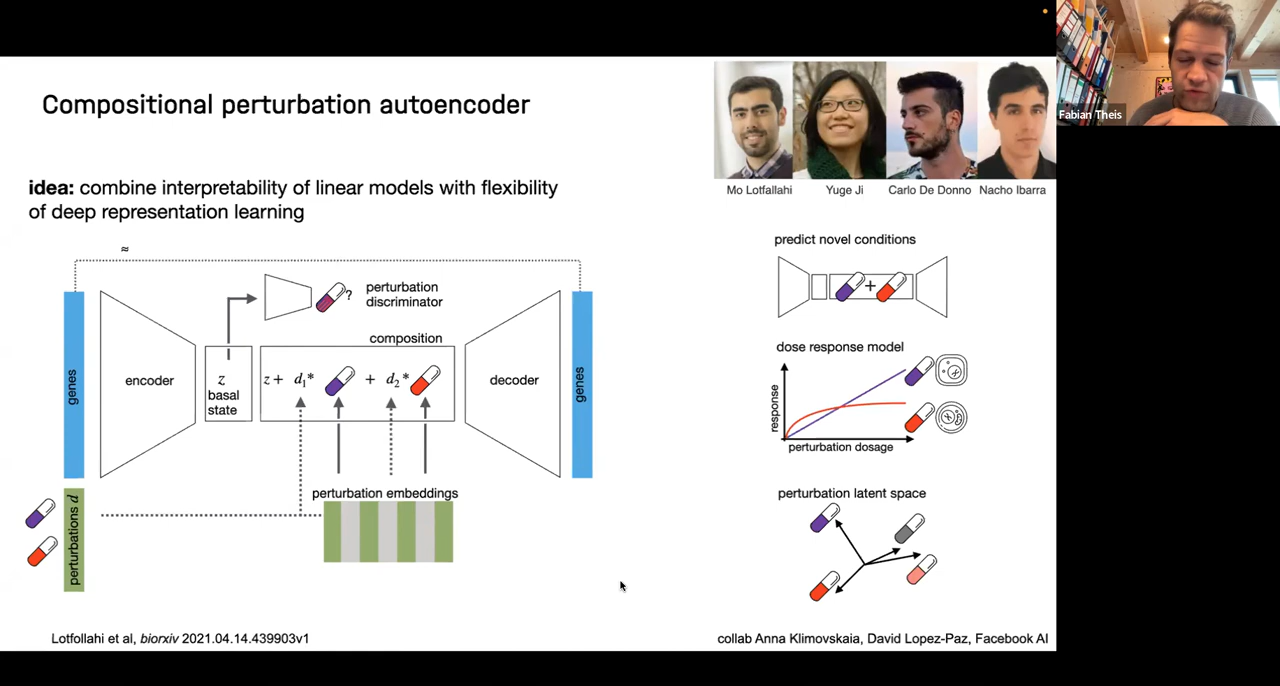 Compositional perturbation autoencoder
Fabian Theis
Mo Lotfallahi
Yuge Ji
Carlo De Donno
Nacho Ibarra
idea: combine interpretability of linear models with flexibility
of deep representation learning
≈
genes
encoder
z
basal
state
perturbation
discriminator
?
composition
z + d₁* + d₂*
decoder
genes
perturbations d
perturbation embeddings
predict novel conditions
+
dose response model
response
perturbation dosage
perturbation latent space
Lotfollahi et al, biorxiv 2021.04.14.439903v1
collab Anna Klimovskaia, David Lopez-Paz, Facebook AI